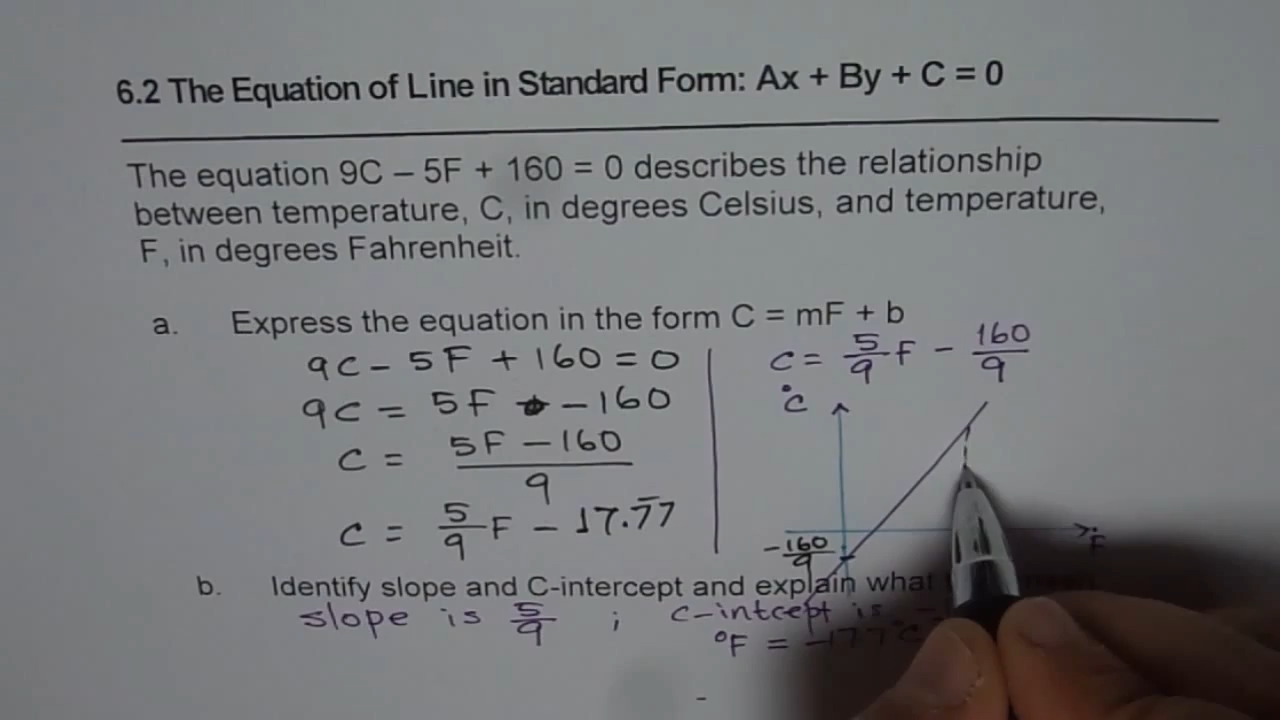 6.2 The Equation of Line in Standard Form: Ax + By + C = 0
The equation 9C – 5F + 160 = 0 describes the relationship
between temperature, C, in degrees Celsius, and temperature,
F, in degrees Fahrenheit.
a. Express the equation in the form C = mF + b
9C - 5F + 160 = 0
9C = 5F - 160
C = 5F - 160 / 9
C = 5/9 F - 17.77
C = 5/9 F - 160/9
°C
°F
-160/9
b. Identify slope and C-intercept and explain what
slope is 5/9 ; C-intcept is -
°F = -177°C